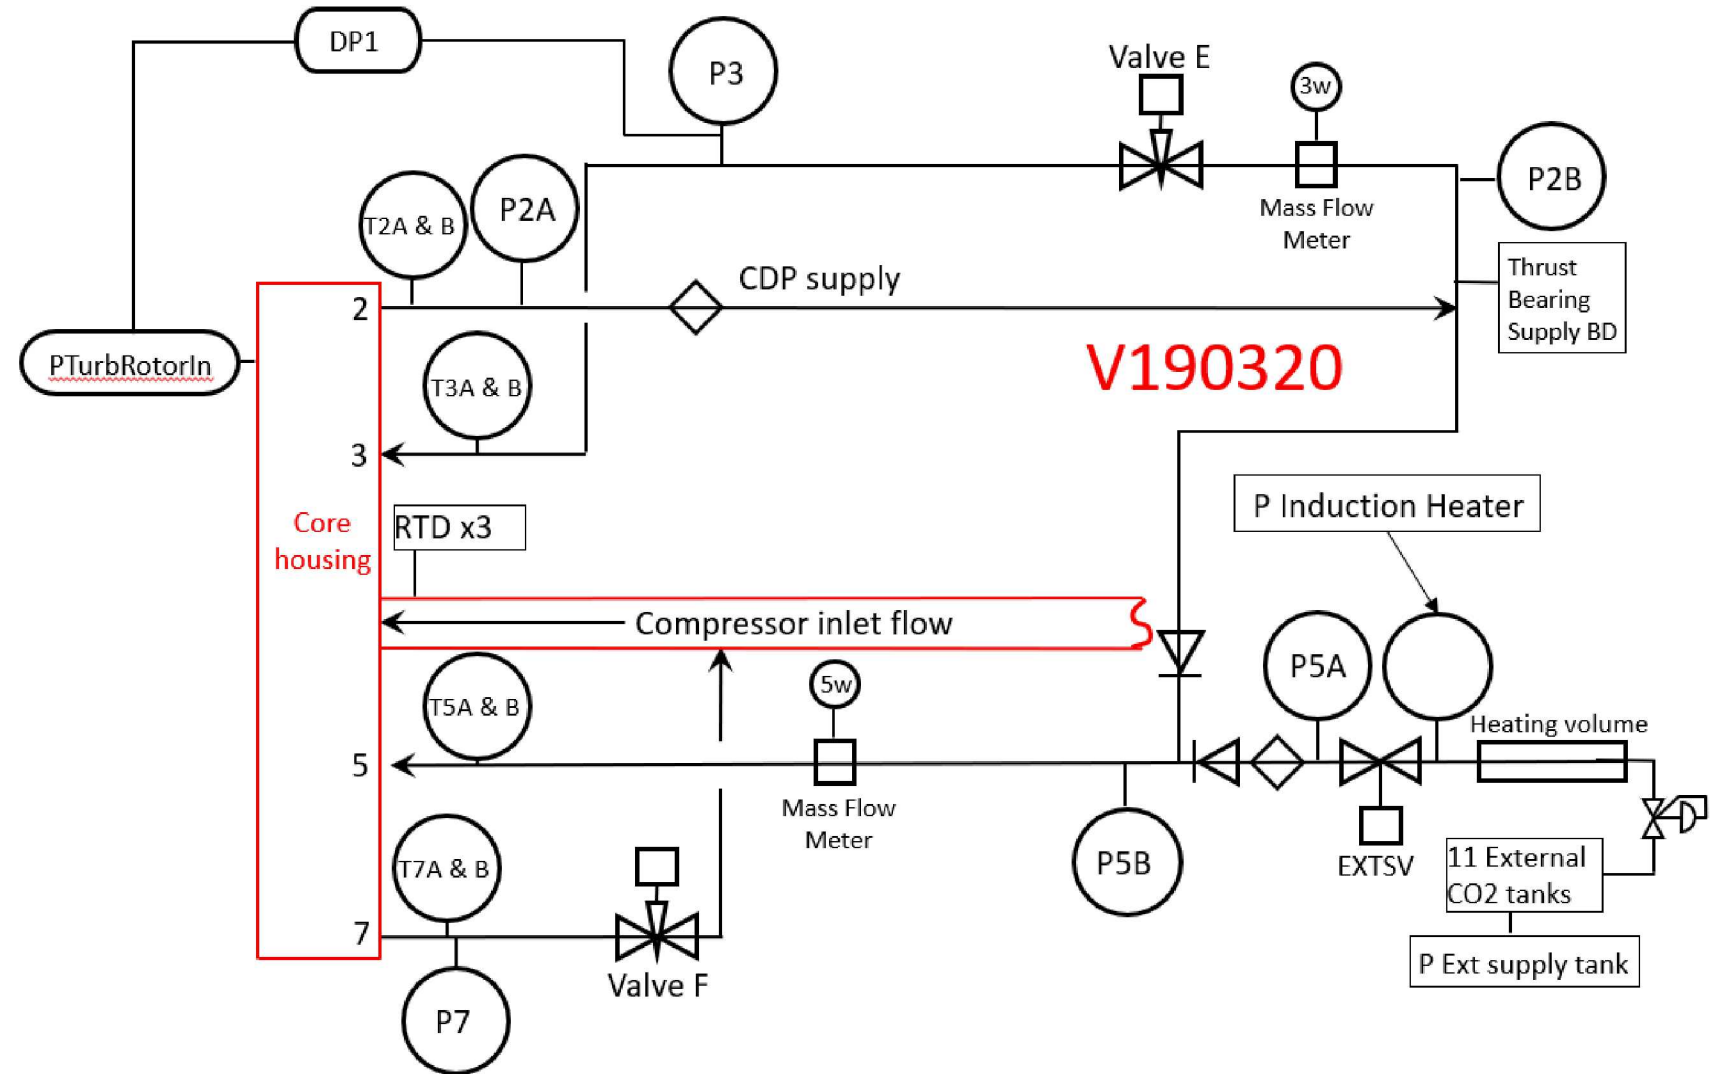 DP1
P3
Valve E
3w
T2A & B
P2A
P2B
Mass Flow
Meter
CDP supply
Thrust
Bearing
Supply BD
2
PTurbRotorIn
T3A & B
V190320
3
Core
housing
RTD x3
P Induction Heater
Compressor inlet flow
T5A & B
5w
P5A
Heating volume
5
Mass Flow
Meter
P5B
EXTSV
11 External
CO2 tanks
T7A & B
7
Valve F
P Ext supply tank
P7